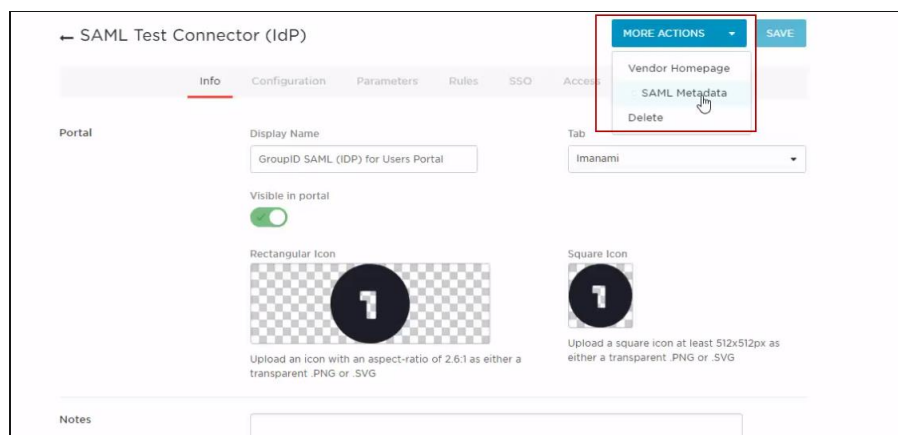 ← SAML Test Connector (IdP)
MORE ACTIONS
SAVE
Vendor Homepage
SAML Metadata
Delete
Info Configuration Parameters Rules SSO Access
Portal
Display Name
Tab
GroupID SAML (IDP) for Users Portal
Imanami
Visible in portal
Rectangular Icon
Square Icon
1
1
Upload an icon with an aspect-ratio of 2.6:1 as either a
transparent .PNG or .SVG
Upload a square icon at least 512x512px as
either a transparent .PNG or .SVG
Notes